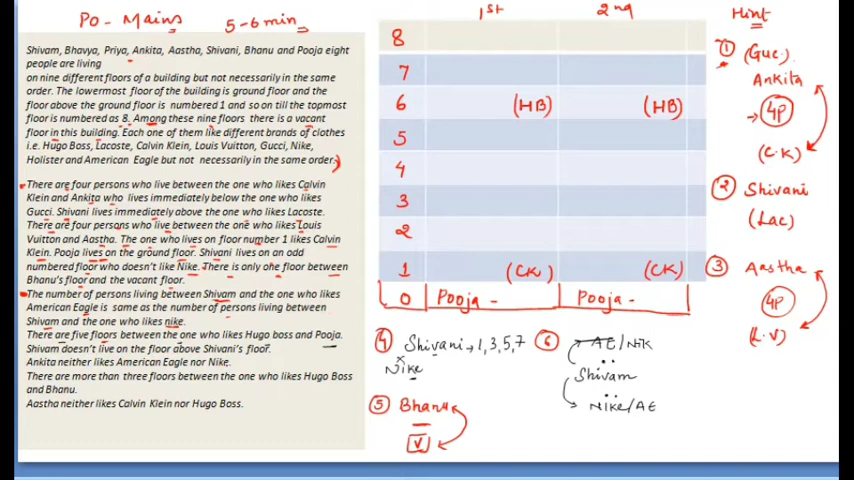 PO - Mains
5-6 min
Shivam, Bhavya, Priya, Ankita, Aastha, Shivani, Bhanu and Pooja eight
people are living
on nine different floors of a building but not necessarily in the same
order. The lowermost floor of the building is ground floor and the
floor above the ground floor is numbered 1 and so on till the topmost
floor is numbered as 8. Among these nine floors there is a vacant
floor in this building. Each one of them like different brands of clothes
i.e. Hugo Boss, Lacoste, Calvin Klein, Louis Vuitton, Gucci, Nike,
Holister and American Eagle but not necessarily in the same order.)
There are four persons who live between the one who likes Calvin
Klein and Ankita who lives immediately below the one who likes
Gucci. Shivani lives immediately above the one who likes Lacoste.
There are four persons who live between the one who likes Louis
Vuitton and Aastha. The one who lives on floor number 1 likes Calvin
Klein. Pooja lives on the ground floor. Shivani lives on an odd
numbered floor who doesn't like Nike. There is only one floor between
Bhanu's floor and the vacant floor.
The number of persons living between Shivam and the one who likes
American Eagle is same as the number of persons living between
Shivam and the one who likes nike.
There are five floors between the one who likes Hugo boss and Pooja.
Shivam doesn't live on the floor above Shivani's floor.
Ankita neither likes American Eagle nor Nike.
There are more than three floors between the one who likes Hugo Boss
and Bhanu.
Aastha neither likes Calvin Klein nor Hugo Boss.
1st 2nd
8
7
6 (HB) (HB)
5
4
3
2
1 (CK) (CK)
0 Pooja - Pooja -
Hint
① (Guc.)
Ankita
→ 4P
(C.K)
② Shivani
(Lac)
③ Aastha
4P
(L.V)
④ Shivani → 1, 3, 5, 7
Nike
⑤ Bhanu
V
⑥ AE/Nik
Shivam
Nike/AE